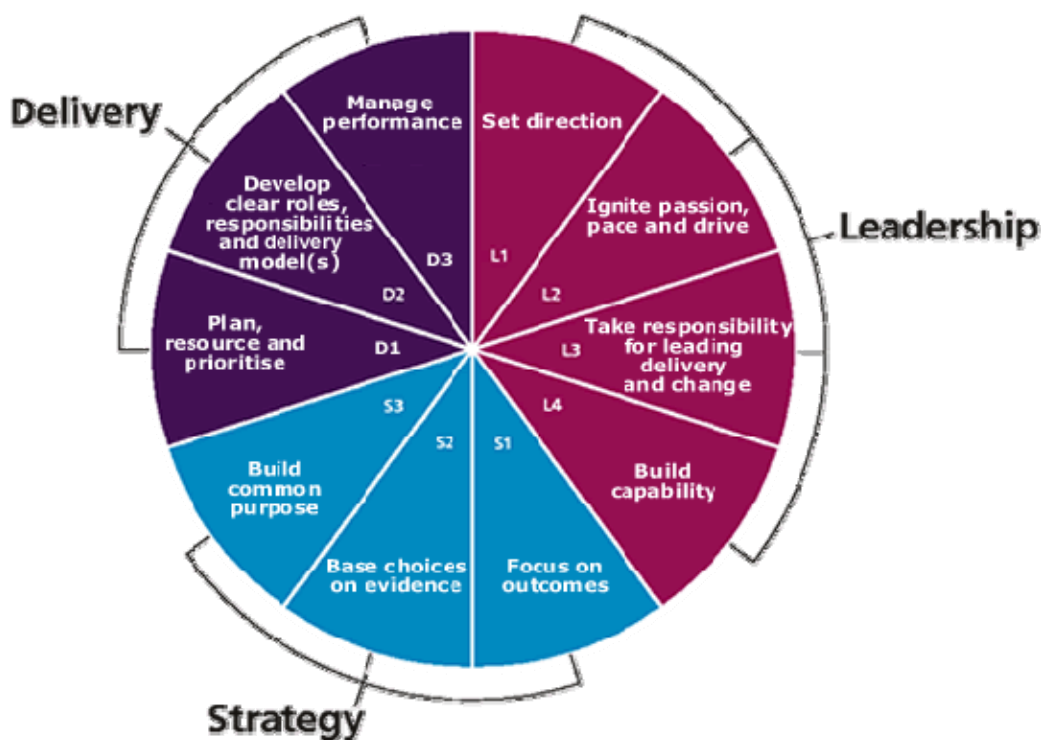 Delivery
Manage
performance
D3
Set direction
L1
Develop
clear roles,
responsibilities
and delivery
model(s)
D2
Ignite passion,
pace and drive
L2
Leadership
Plan,
resource and
prioritise
D1
Take responsibility
for leading
delivery
and change
L3
L4
Build
capability
S3
Build
common
purpose
S2
Base choices
on evidence
S1
Focus on
outcomes
Strategy